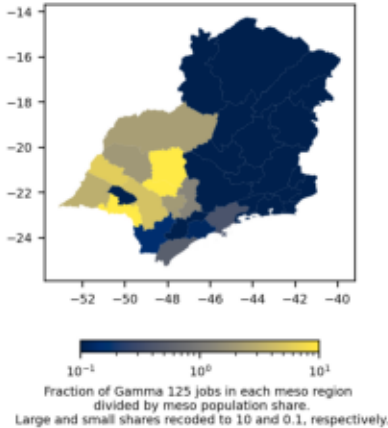 −14
−16
−18
−20
−22
−24
−52 −50 −48 −46 −44 −42 −40
10⁻¹ 10⁰ 10¹
Fraction of Gamma 125 jobs in each meso region
divided by meso population share.
Large and small shares recoded to 10 and 0.1, respectively.